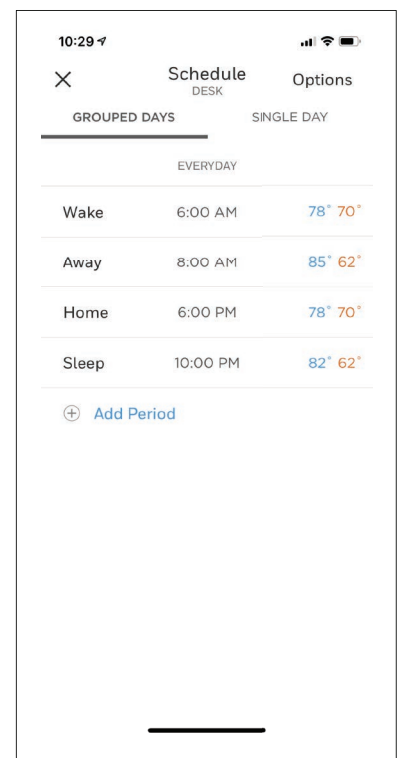 10:29
Schedule Options
DESK
GROUPED DAYS SINGLE DAY
EVERYDAY
Wake 6:00 AM 78° 70°
Away 8:00 AM 85° 62°
Home 6:00 PM 78° 70°
Sleep 10:00 PM 82° 62°
Add Period